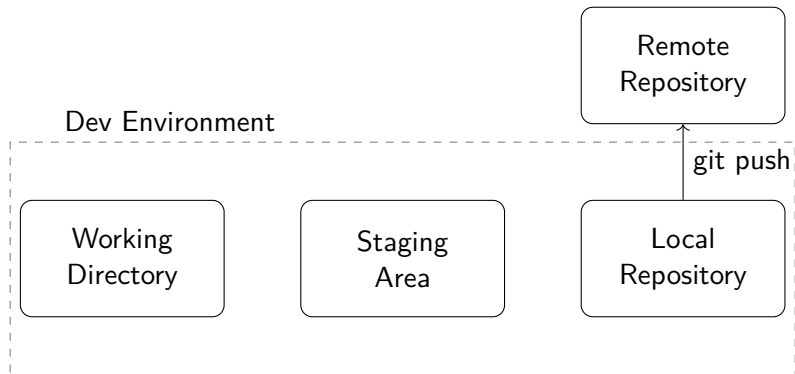 Remote
Repository
Dev Environment
git push
Working
Directory
Staging
Area
Local
Repository